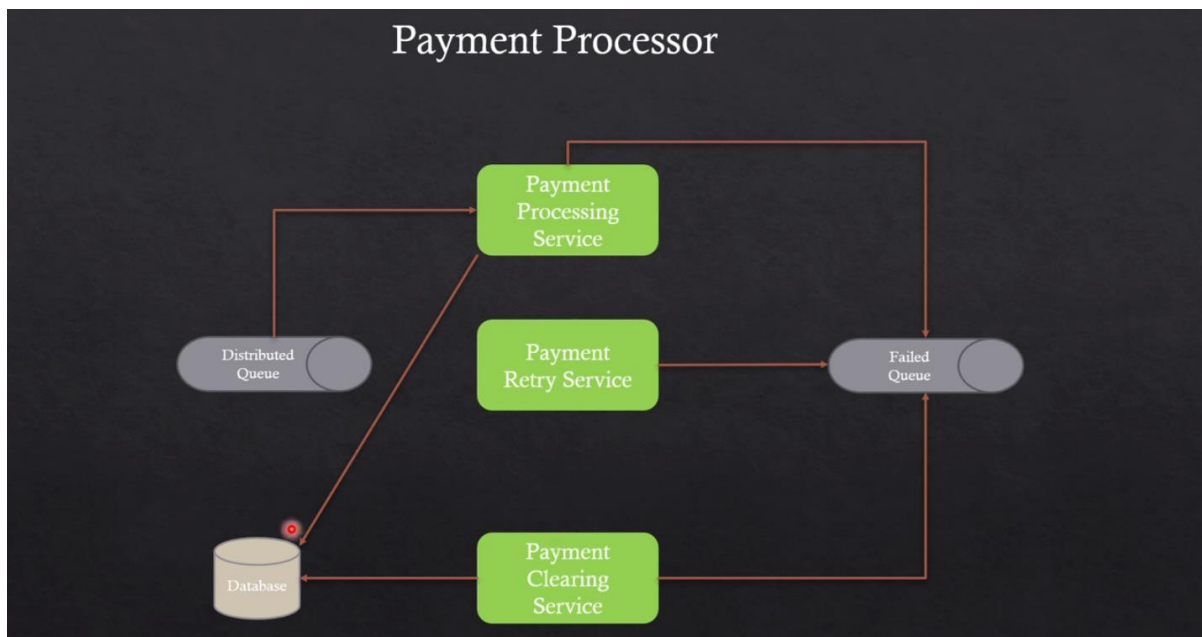 Payment Processor
Payment
Processing
Service
Distributed
Queue
Payment
Retry Service
Failed
Queue
Database
Payment
Clearing
Service